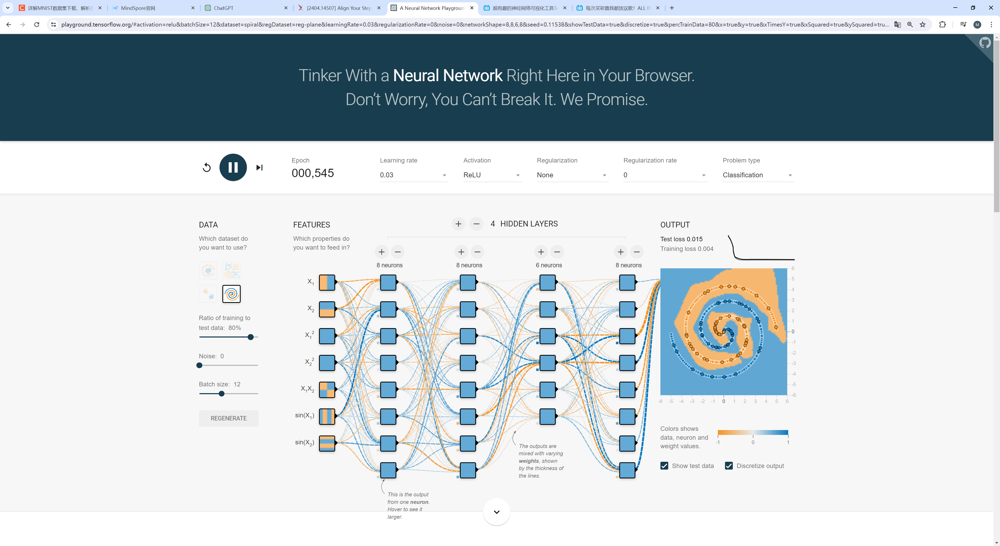 详解MNIST数据集下载、解析及
MindSpore官网
ChatGPT
[2404.14507] Align Your Step
A Neural Network Playground
超有趣的神经网络可视化工具Te
每次买彩票我都放这歌！ALL IN
playground.tensorflow.org/#activation=relu&batchSize=12&dataset=spiral&regDataset=reg-plane&learningRate=0.03&regularizationRate=0&noise=0&networkShape=8,8,6,8&seed=0.11538&showTestData=true&discretize=true&percTrainData=80&x=true&y=true&xTimesY=true&xSquared=true&ySquared=tru...
M
Tinker With a Neural Network Right Here in Your Browser.
Don't Worry, You Can't Break It. We Promise.
Epoch
000,545
Learning rate
0.03
Activation
ReLU
Regularization
None
Regularization rate
0
Problem type
Classification
DATA
Which dataset do
you want to use?
Ratio of training to
test data: 80%
Noise: 0
Batch size: 12
REGENERATE
FEATURES
Which properties do
you want to feed in?
X₁
X₂
X₁²
X₂²
X₁X₂
sin(X₁)
sin(X₂)
+ − 4 HIDDEN LAYERS
+ − + − + − + −
8 neurons
8 neurons
6 neurons
8 neurons
This is the output
from one neuron.
Hover to see it
larger.
The outputs are
mixed with varying
weights, shown
by the thickness of
the lines.
OUTPUT
Test loss 0.015
Training loss 0.004
6
5
4
3
2
1
0
-1
-2
-3
-4
-5
-6
-6 -5 -4 -3 -2 -1 0 1 2 3 4 5 6
Colors shows
data, neuron and
weight values.
-1 0 1
Show test data
Discretize output